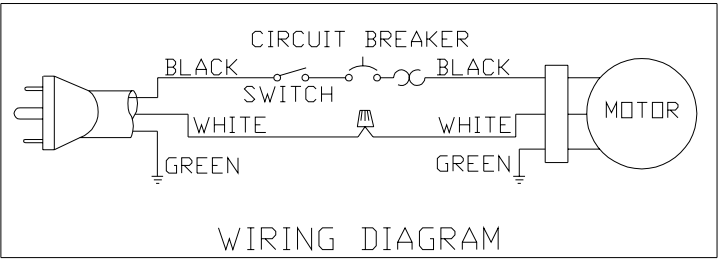 CIRCUIT BREAKER
BLACK
BLACK
SWITCH
MOTOR
WHITE
WHITE
GREEN
GREEN
WIRING DIAGRAM